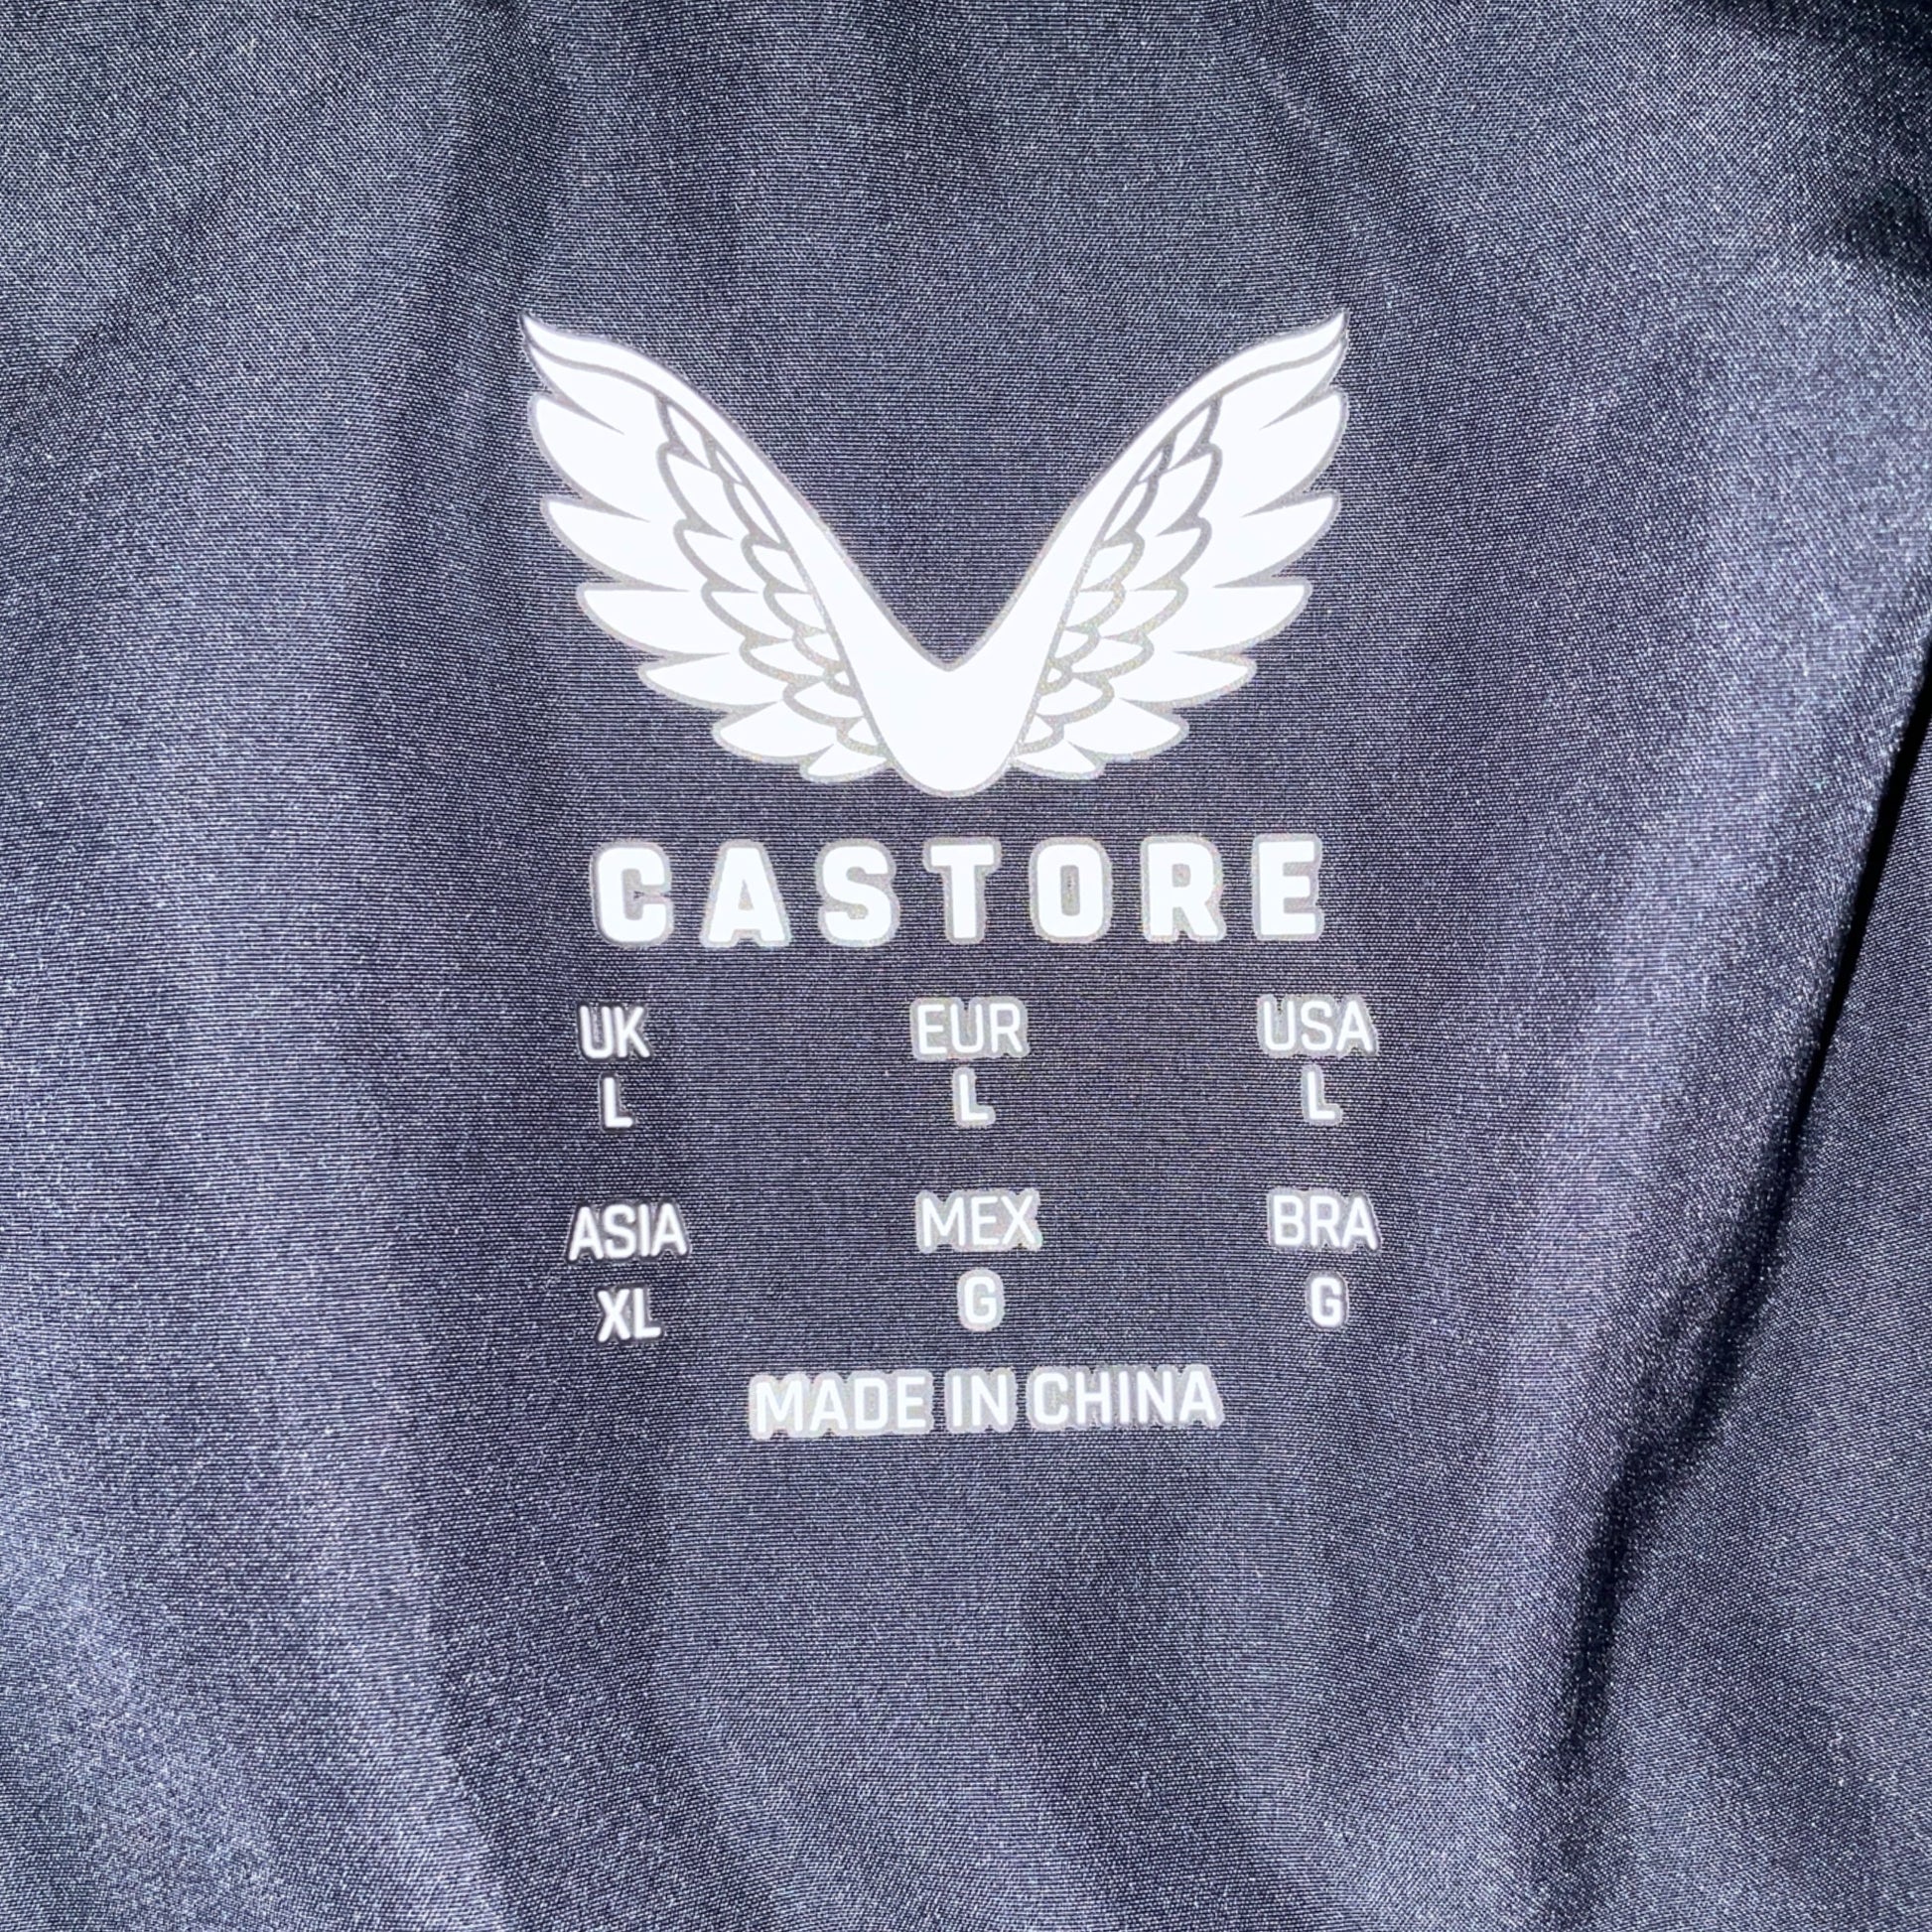 CASTORE
UK EUR USA
L L L
ASIA MEX BRA
XL G G
MADE IN CHINA